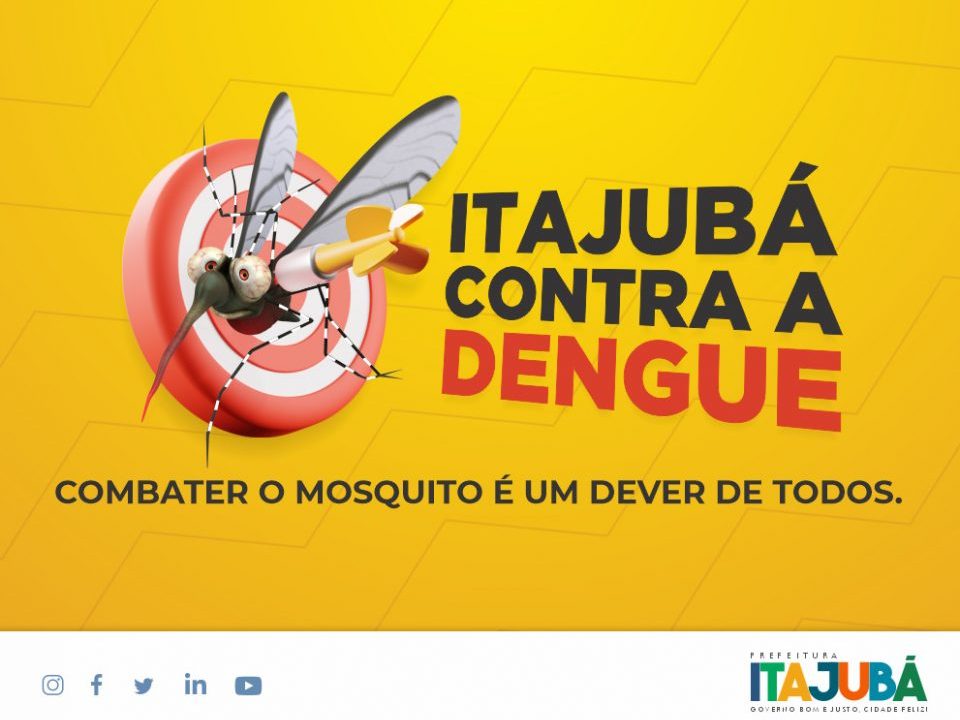 ITAJUBÁ
CONTRA A
DENGUE
COMBATER O MOSQUITO É UM DEVER DE TODOS.
PREFEITURA
ITAJUBÁ
GOVERNO BOM E JUSTO, CIDADE FELIZ!